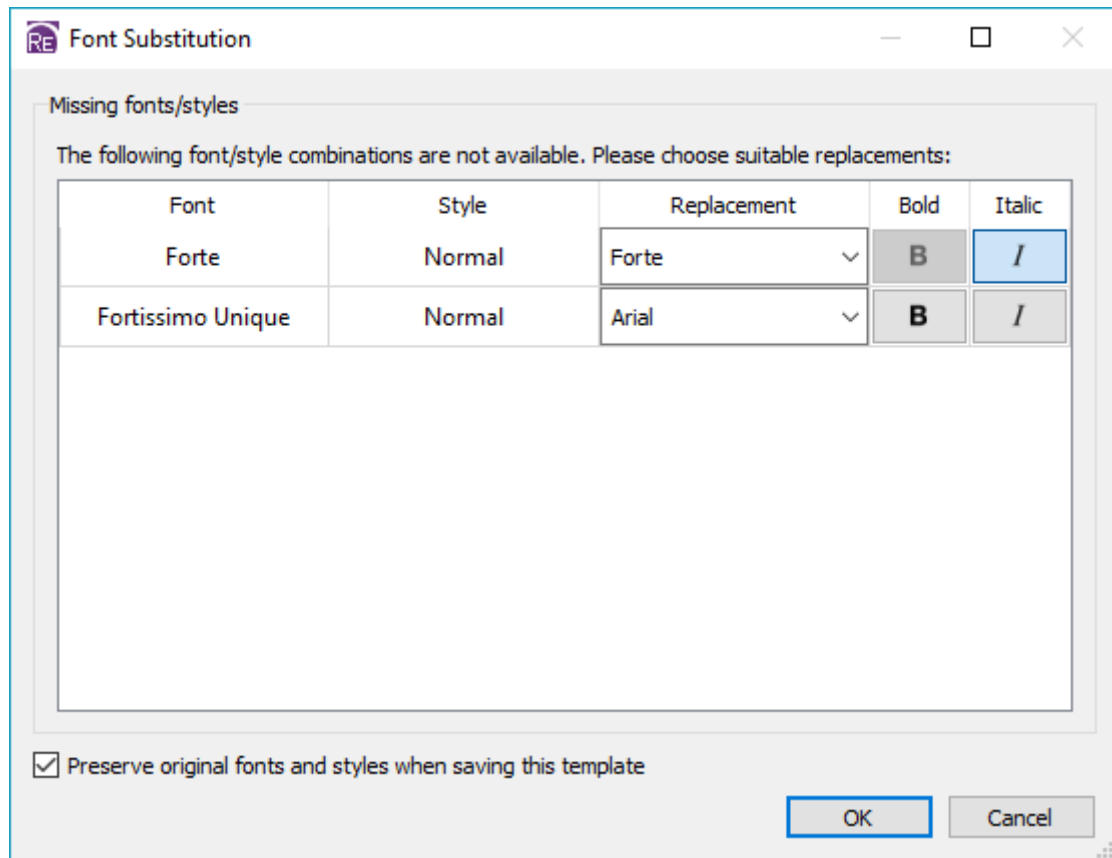 RE Font Substitution
Missing fonts/styles
The following font/style combinations are not available. Please choose suitable replacements:
Font Style Replacement Bold Italic
Forte Normal Forte B I
Fortissimo Unique Normal Arial B I
Preserve original fonts and styles when saving this template
OK Cancel